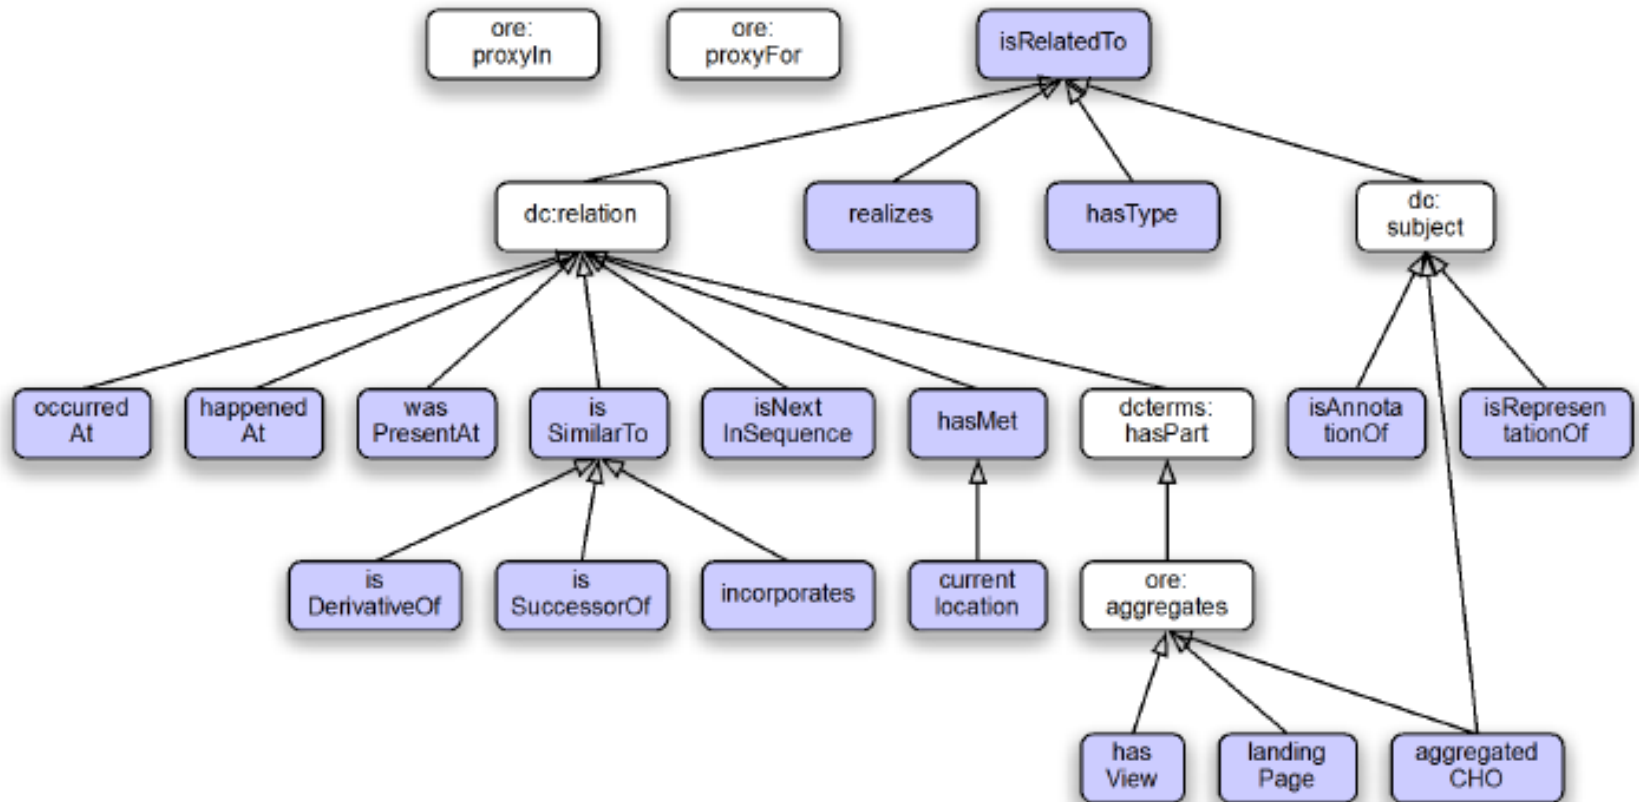 ore:
proxyIn
ore:
proxyFor
isRelatedTo
dc:relation
realizes
hasType
dc:
subject
occurred
At
happened
At
was
PresentAt
is
SimilarTo
isNext
InSequence
hasMet
dcterms:
hasPart
isAnnota
tionOf
isRepresen
tationOf
is
DerivativeOf
is
SuccessorOf
incorporates
current
location
ore:
aggregates
has
View
landing
Page
aggregated
CHO